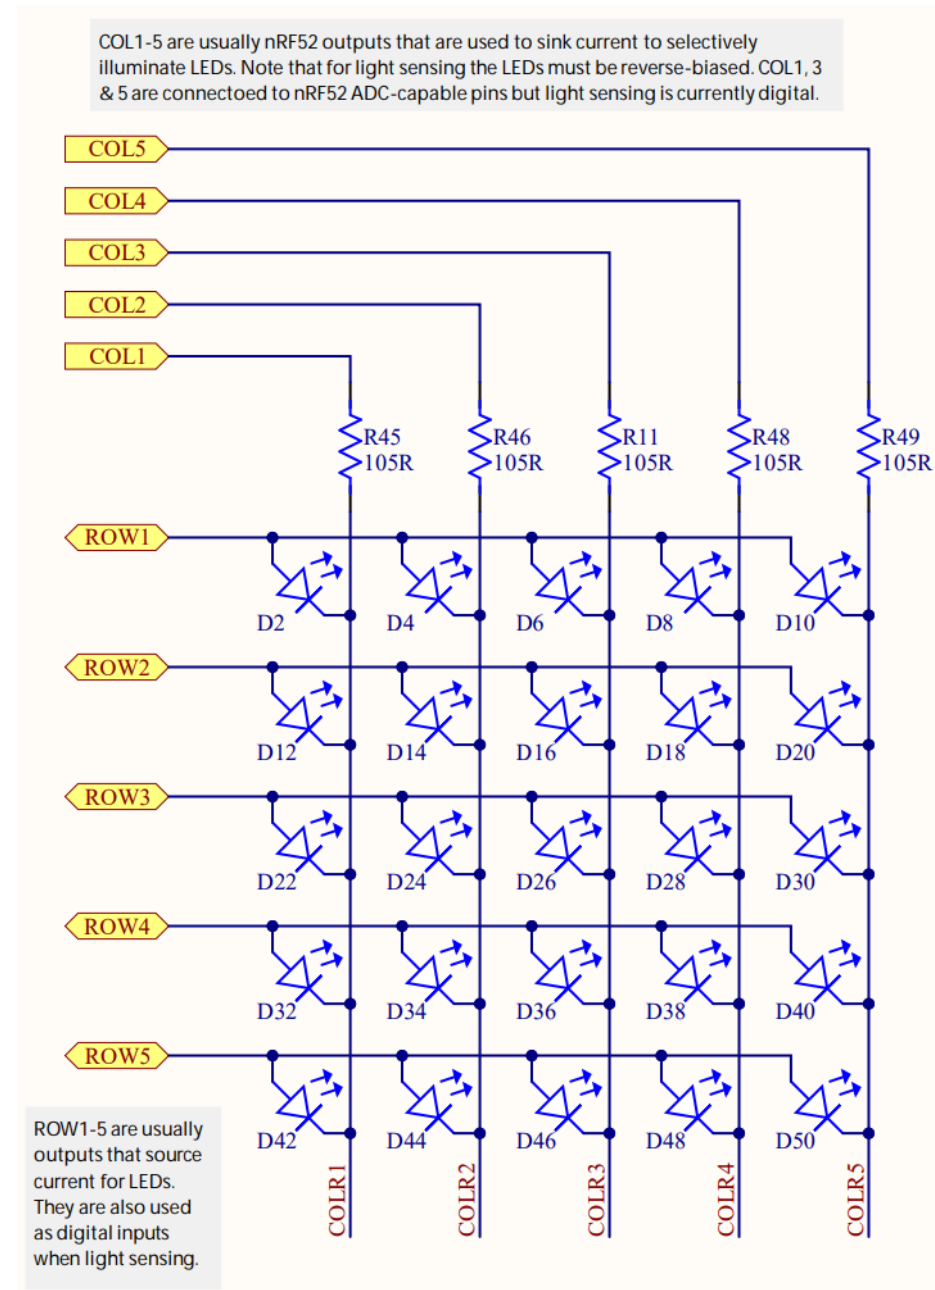 COL1-5 are usually nRF52 outputs that are used to sink current to selectively
illuminate LEDs. Note that for light sensing the LEDs must be reverse-biased. COL1, 3
& 5 are connectoed to nRF52 ADC-capable pins but light sensing is currently digital.
COL5
COL4
COL3
COL2
COL1
R45 R46 R11 R48 R49
105R 105R 105R 105R 105R
ROW1
D2 D4 D6 D8 D10
ROW2
D12 D14 D16 D18 D20
ROW3
D22 D24 D26 D28 D30
ROW4
D32 D34 D36 D38 D40
ROW5
D42 D44 D46 D48 D50
COLR1 COLR2 COLR3 COLR4 COLR5
ROW1-5 are usually
outputs that source
current for LEDs.
They are also used
as digital inputs
when light sensing.